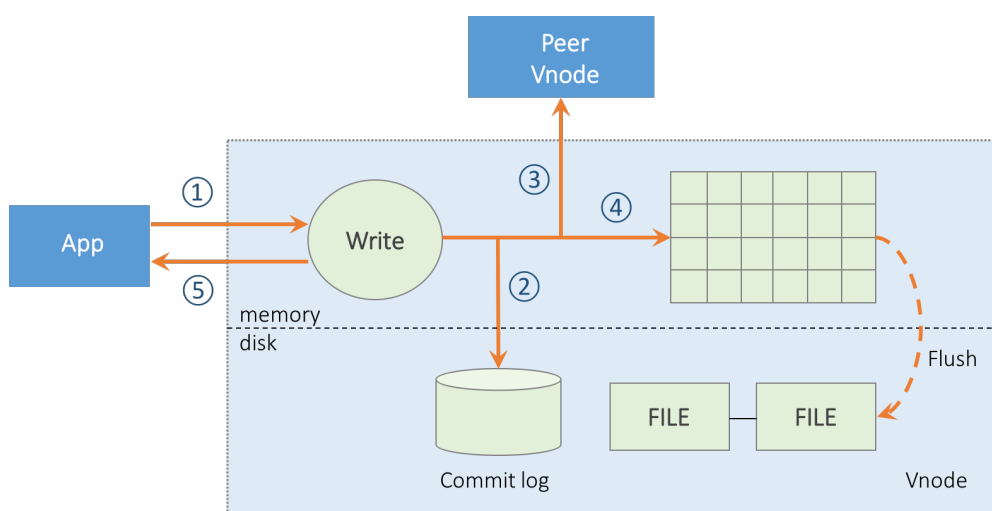 Peer
Vnode
①
③
④
App
Write
⑤
②
memory
disk
Flush
FILE
FILE
Commit log
Vnode